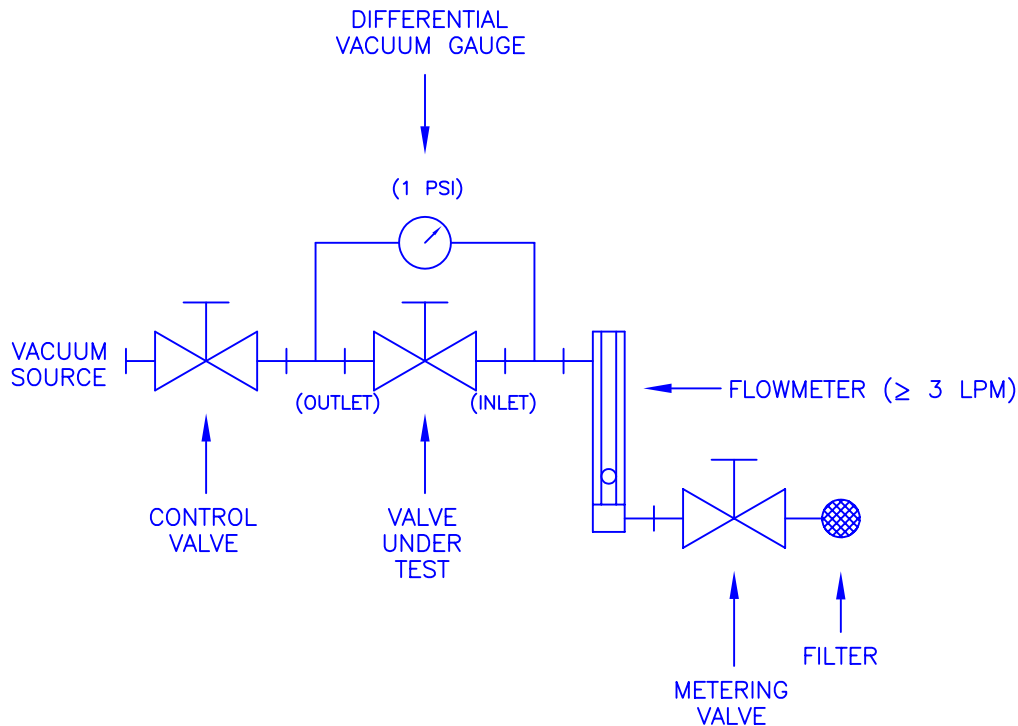 DIFFERENTIAL
VACUUM GAUGE
(1 PSI)
VACUUM
SOURCE
(OUTLET)
(INLET)
FLOWMETER (≥ 3 LPM)
CONTROL
VALVE
VALVE
UNDER
TEST
FILTER
METERING
VALVE